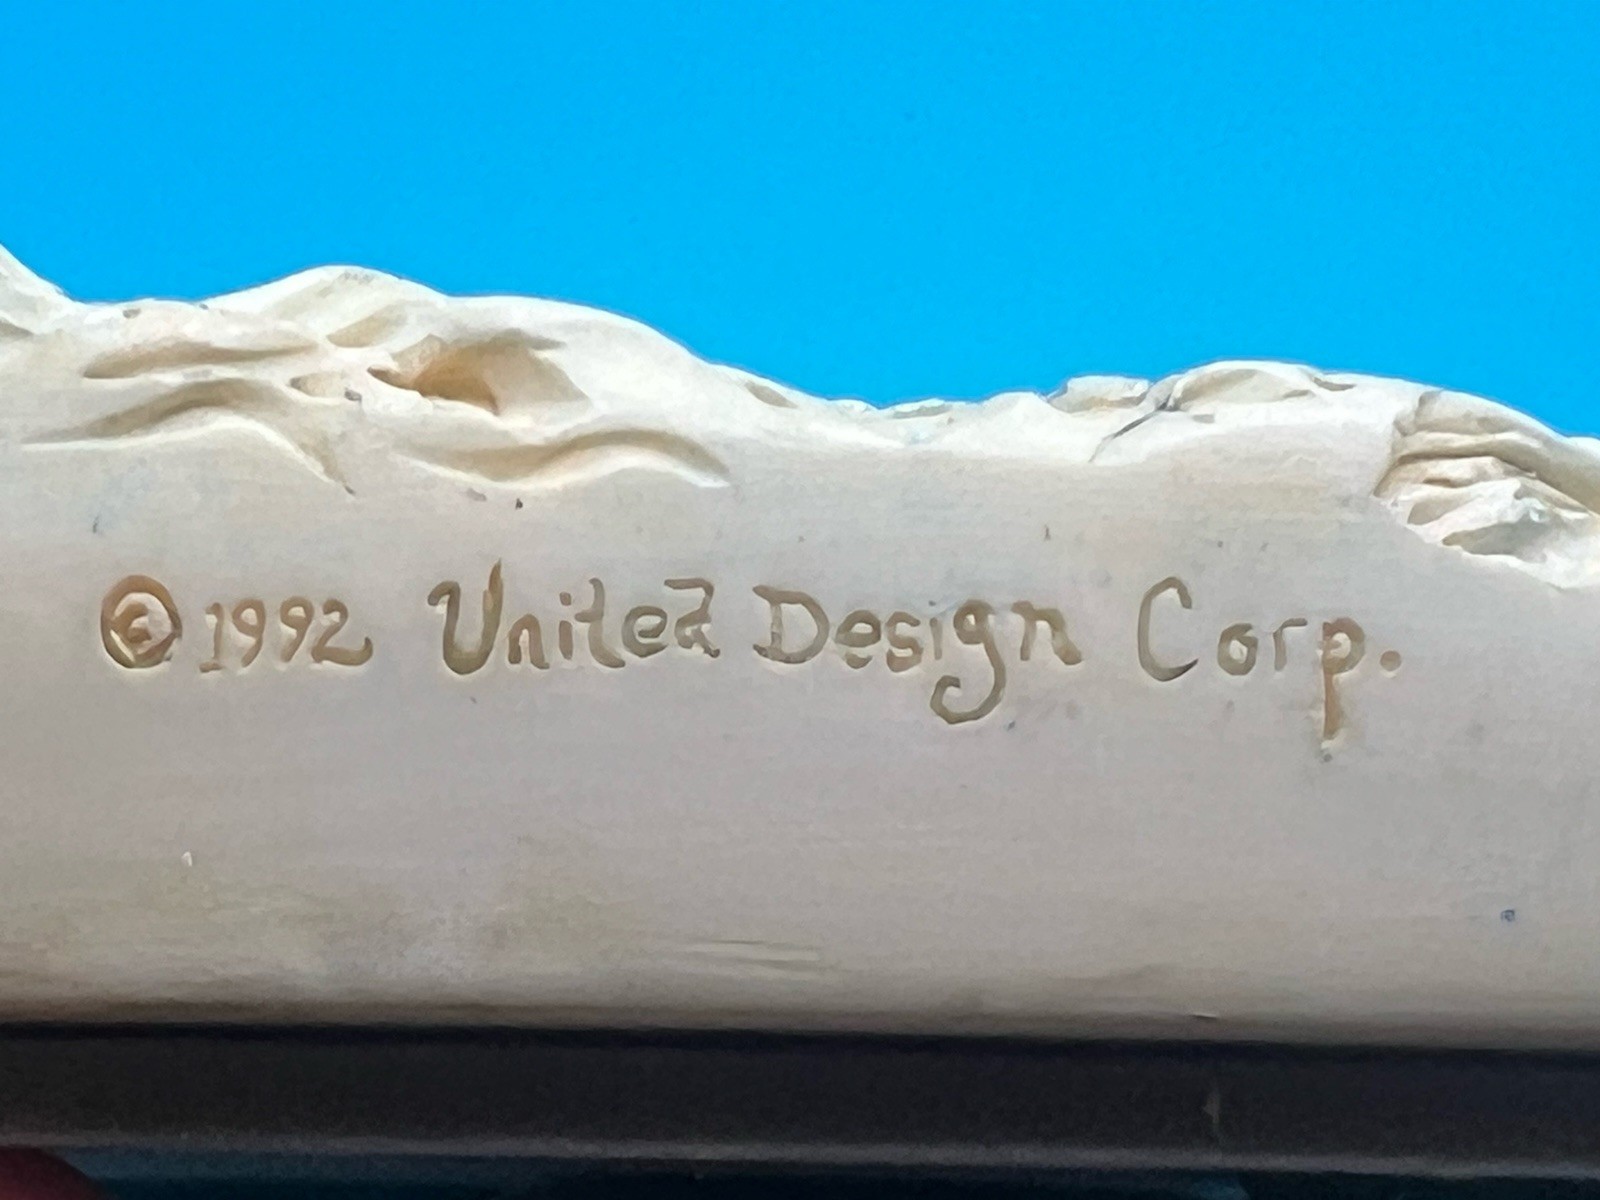 © 1992 United Design Corp.